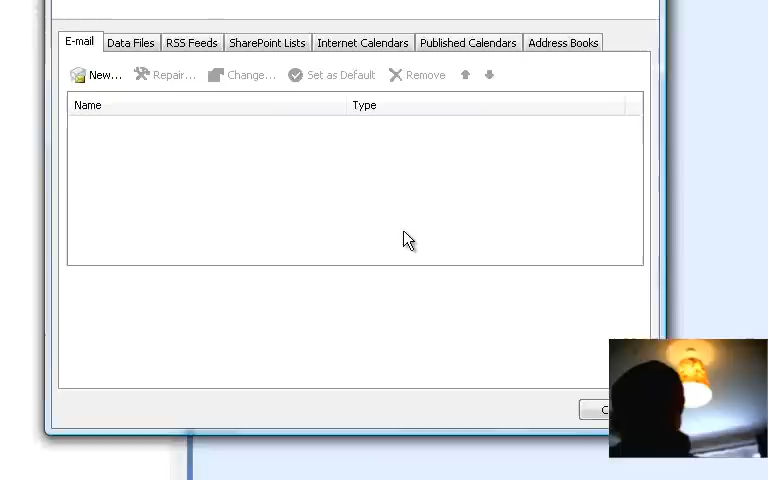 E-mail Data Files RSS Feeds SharePoint Lists Internet Calendars Published Calendars Address Books
New... Repair... Change... Set as Default Remove
Name Type